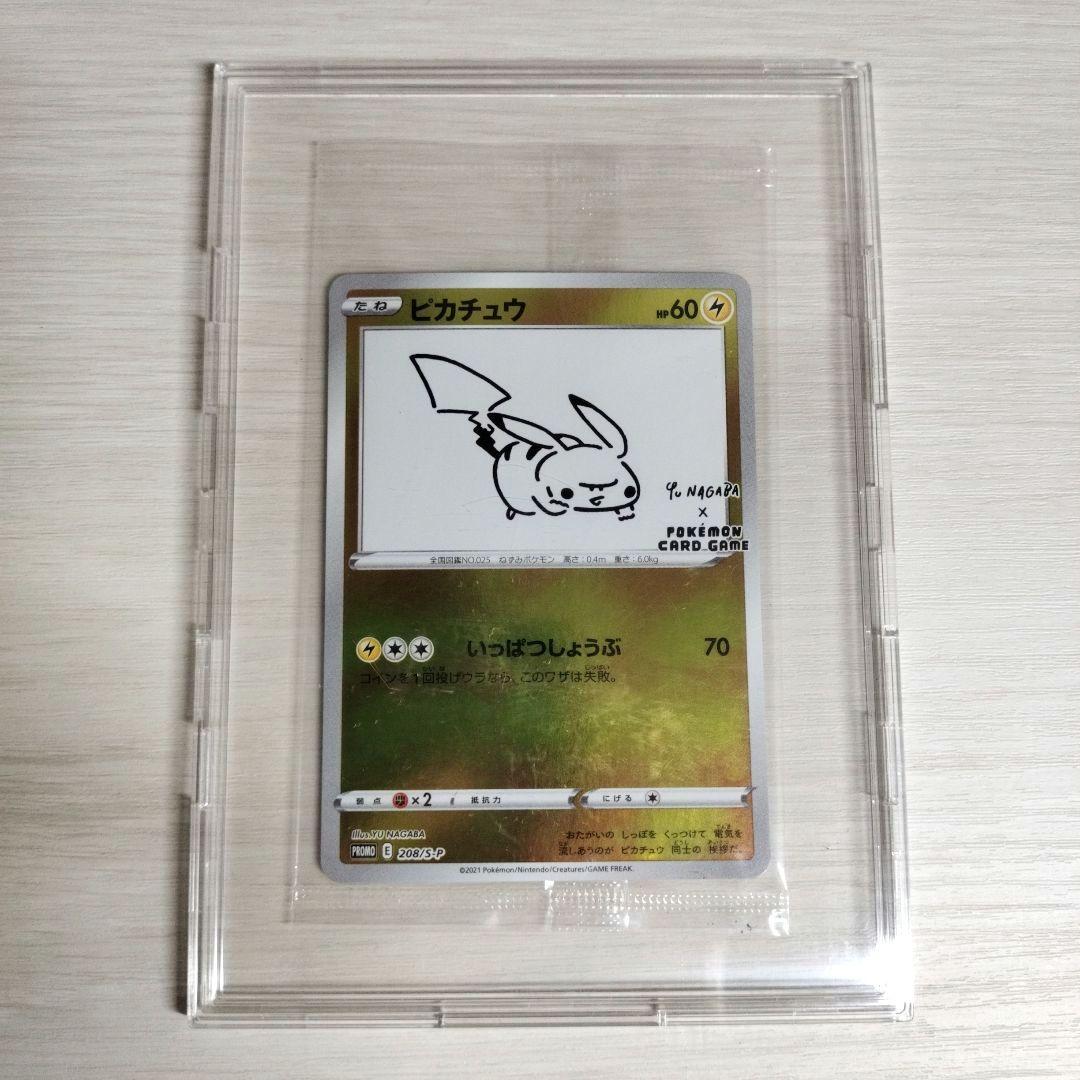 たね ピカチュウ HP60
YU NAGABA
×
POKÉMON
CARD GAME
全国図鑑NO.025 ねずみポケモン 高さ:0.4m 重さ:6.0kg
いっぱつしょうぶ 70
コインを1回投げウラなら、このワザは失敗。
弱点 ×2 抵抗力 にげる
Illus.YU NAGABA
おたがいの しっぽを くっつけて 電気を
PROMO E 208/S-P
流しあうのが ピカチュウ 同士の 挨拶だ。
©2021 Pokémon/Nintendo/Creatures/GAME FREAK.